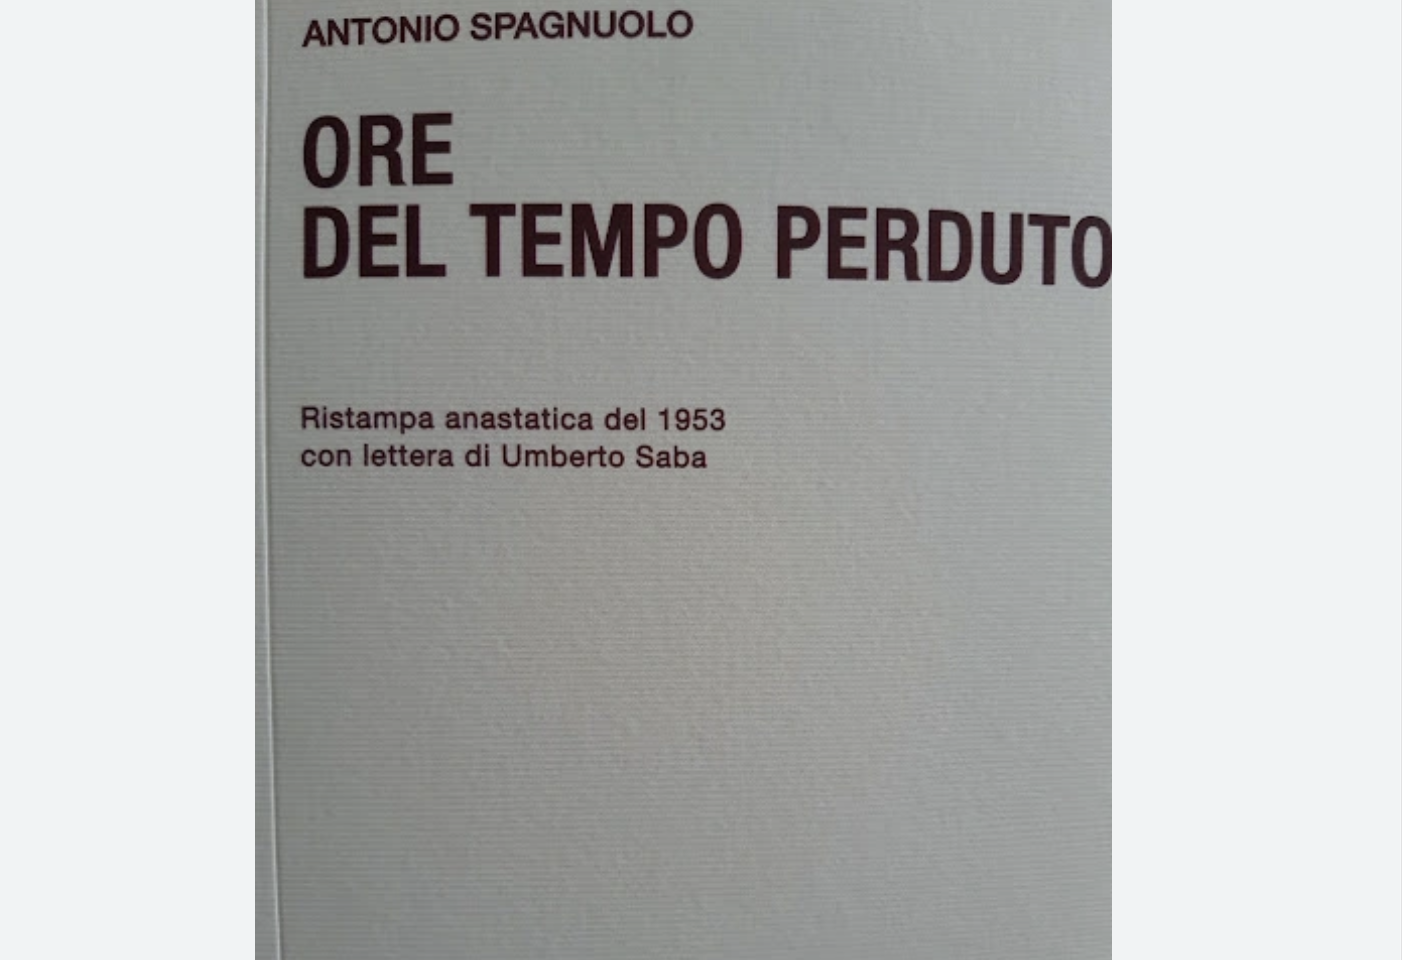 ANTONIO SPAGNUOLO
ORE
DEL TEMPO PERDUTO
Ristampa anastatica del 1953
con lettera di Umberto Saba